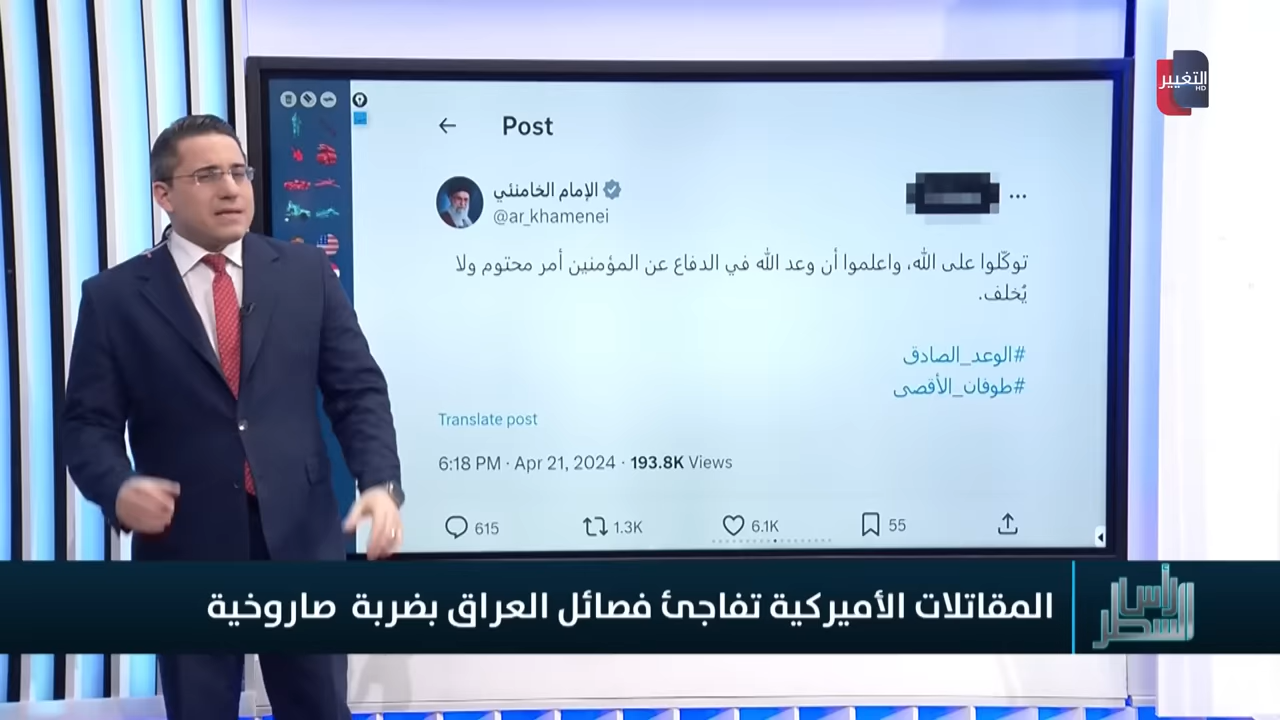 التغيير
HD
Post
الإمام الخامنئي
@ar_khamenei
توكّلوا على الله، واعلموا أن وعد الله في الدفاع عن المؤمنين أمر محتوم ولا
يُخلف.
#الوعد_الصادق
#طوفان_الأقصى
Translate post
6:18 PM · Apr 21, 2024 · 193.8K Views
615 1.3K 6.1K 55
المقاتلات الأميركية تفاجئ فصائل العراق بضربة صاروخية
رأس
السطر